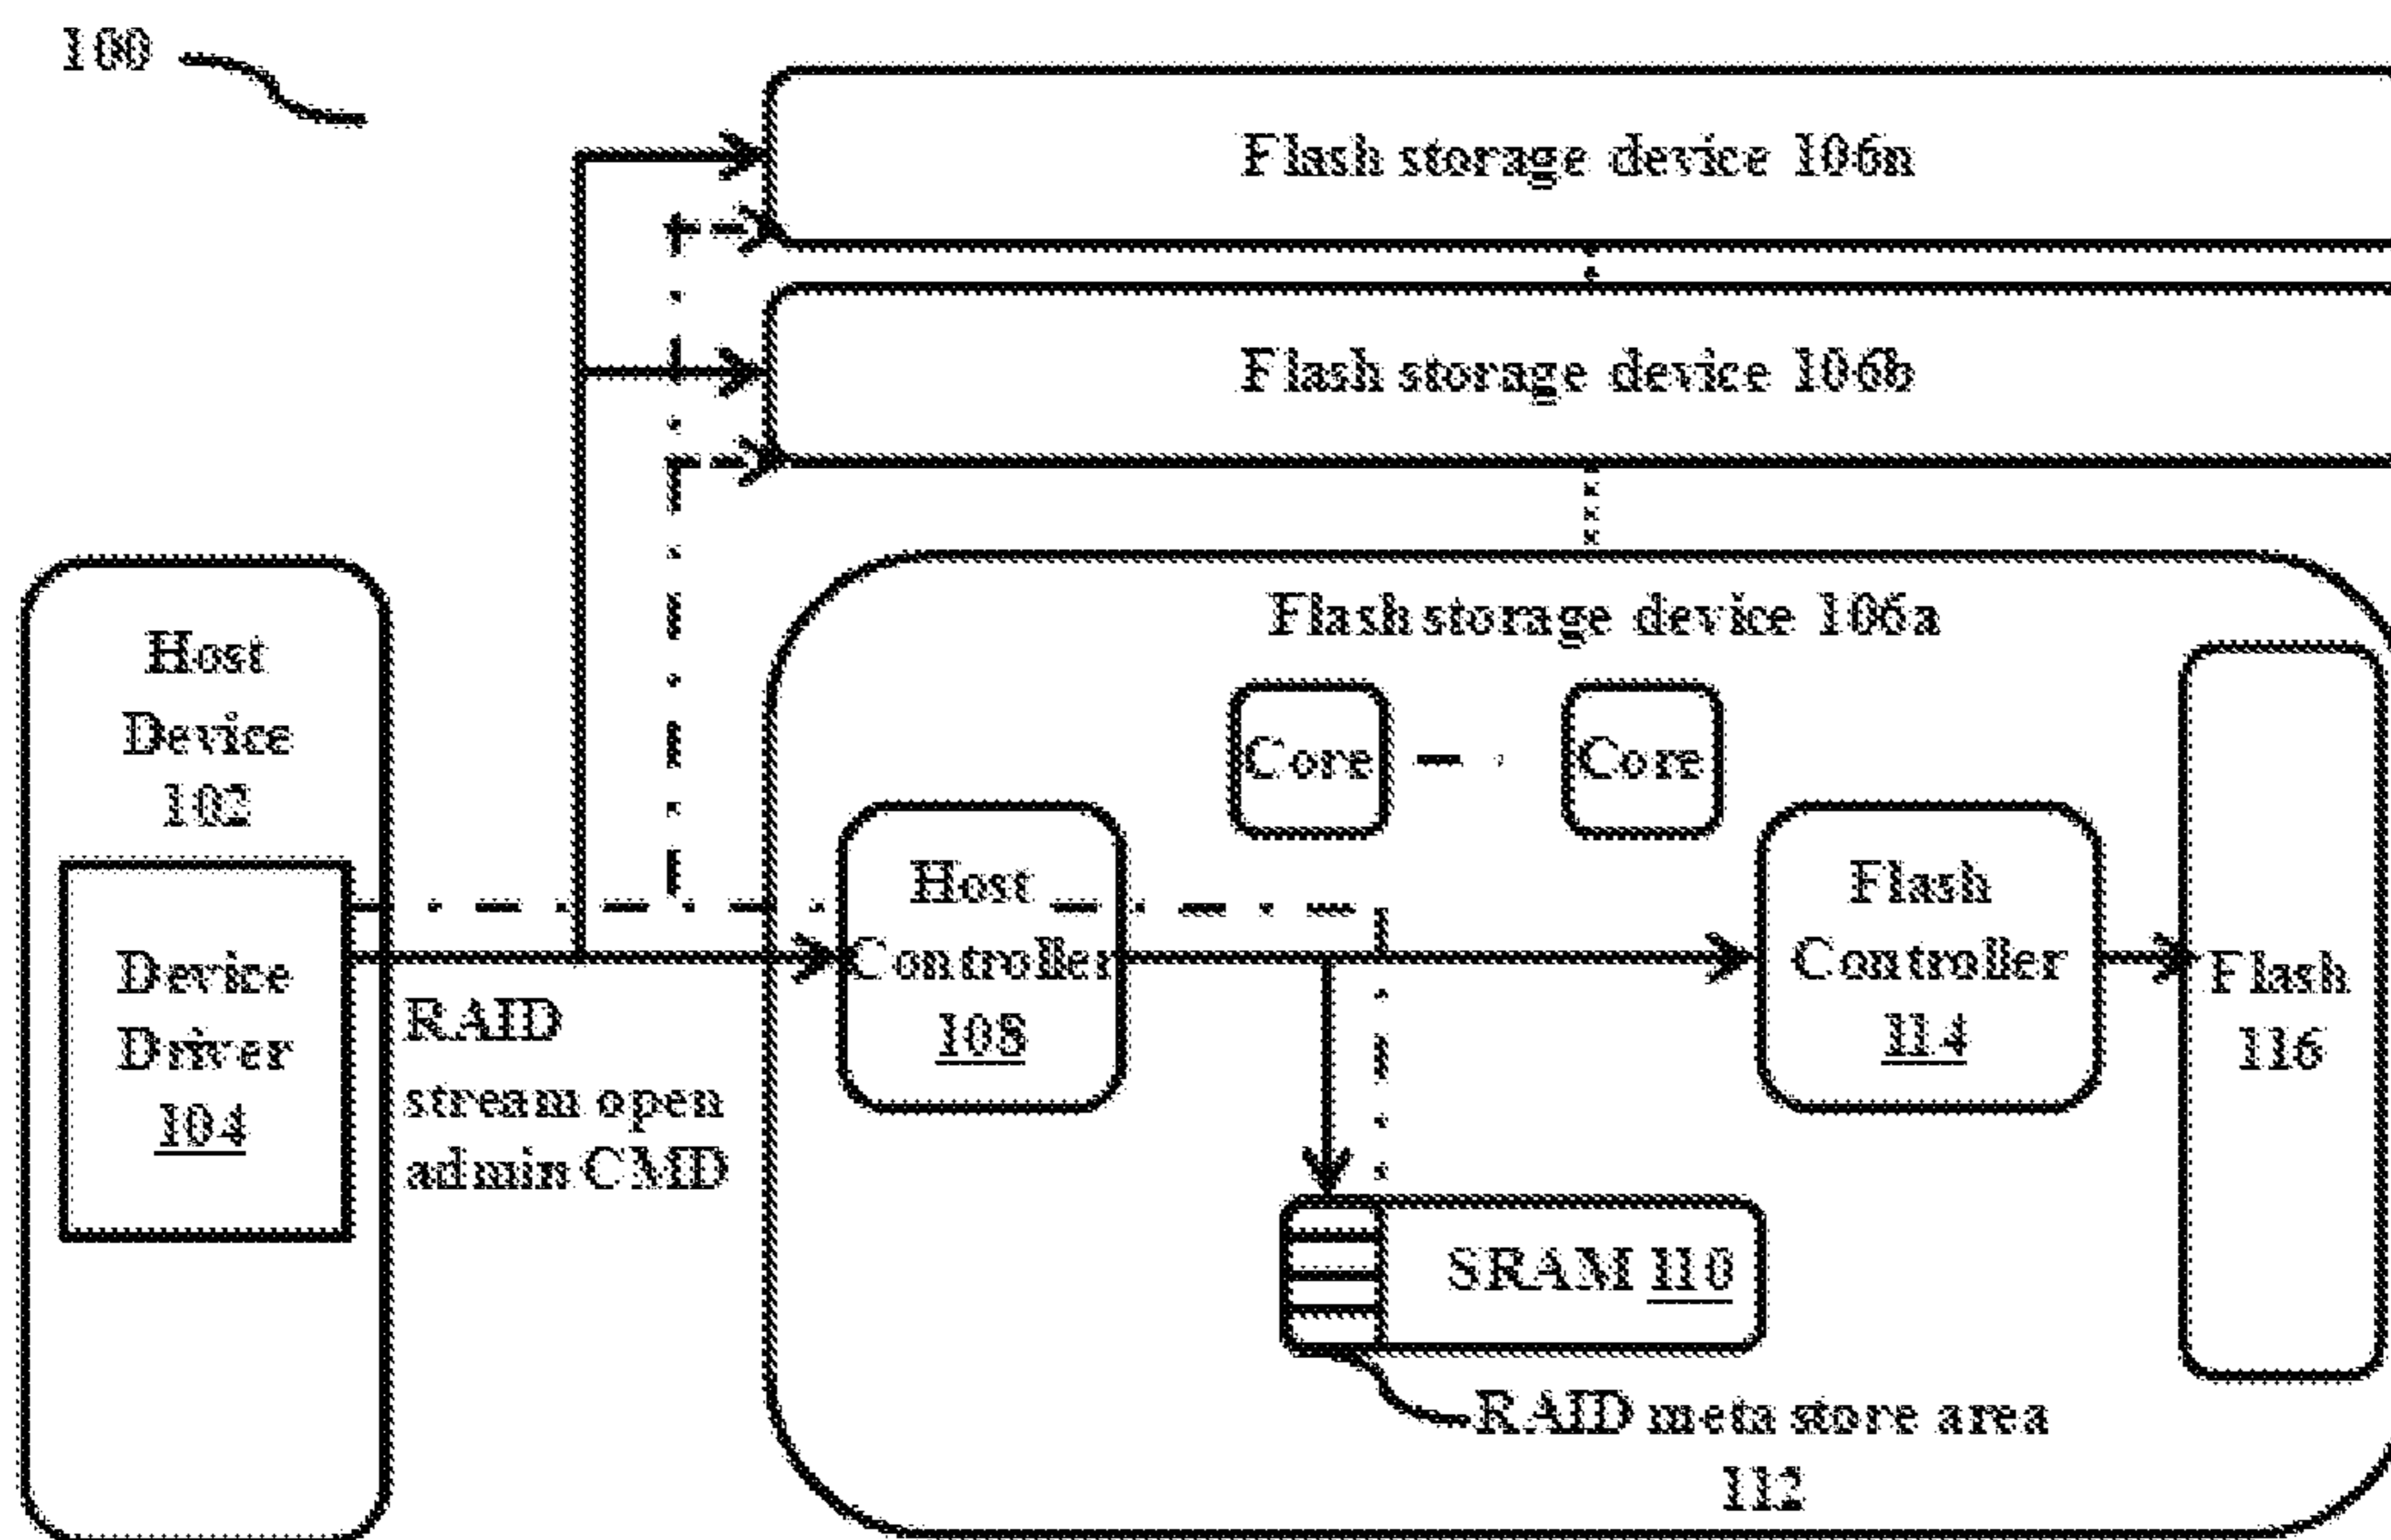 100
Flash storage device 106n
Flash storage device 106b
Flash storage device 106a
Host
Device
102
Core
Core
Device
Driver
104
RAID
stream open
admin CMD
Host
Controller
108
Flash
Controller
114
Flash
116
SRAM 110
RAID meta store area
112